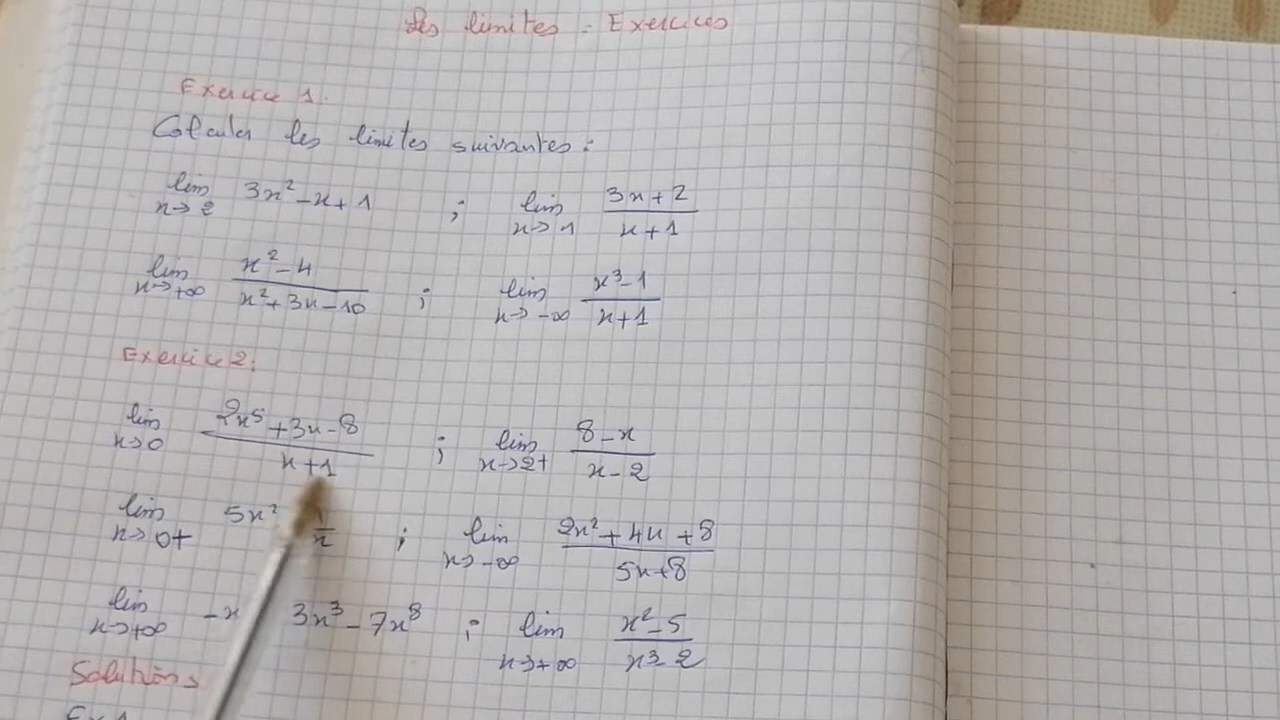 Les limites : Exercices
Exercice 1.
Calculer les limites suivantes :
lim x→2 3x² - x + 1 ; lim x→1 (3x+2)/(x+1)
lim x→+∞ (x²-4)/(x²+3x-10) ; lim x→-∞ (x³-1)/(x+1)
Exercice 2:
lim x→0 (2x⁵+3x-8)/(x+1) ; lim x→2+ (8-x)/(x-2)
lim x→0+ 5x² /x ; lim x→-∞ (2x²+4x+8)/(5x+8)
lim x→+∞ -x 3x³ - 7x⁸ ; lim x→+∞ (x²-5)/(x³-2)
Solutions
Ex1